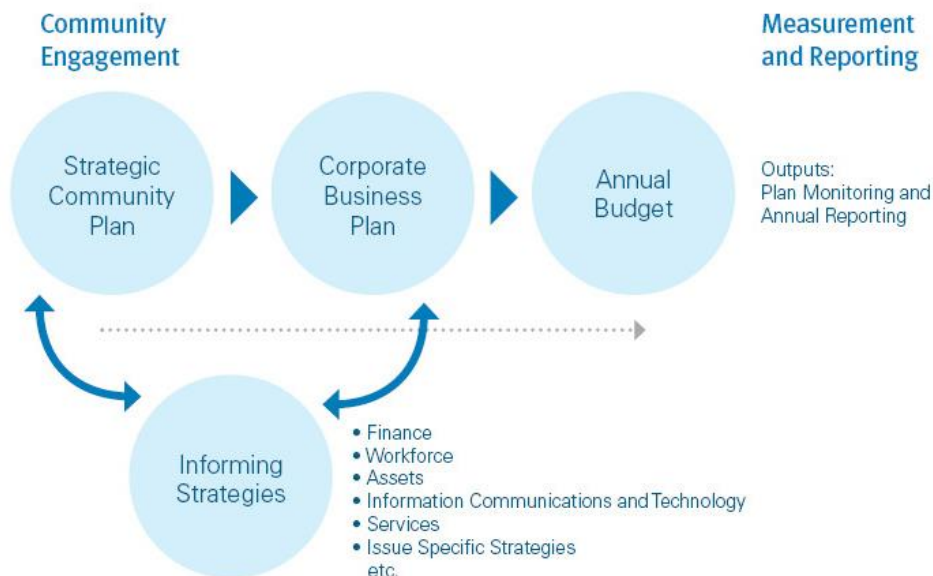 Community
Engagement
Measurement
and Reporting
Strategic
Community
Plan
Corporate
Business
Plan
Annual
Budget
Outputs:
Plan Monitoring and
Annual Reporting
Informing
Strategies
• Finance
• Workforce
• Assets
• Information Communications and Technology
• Services
• Issue Specific Strategies
etc.